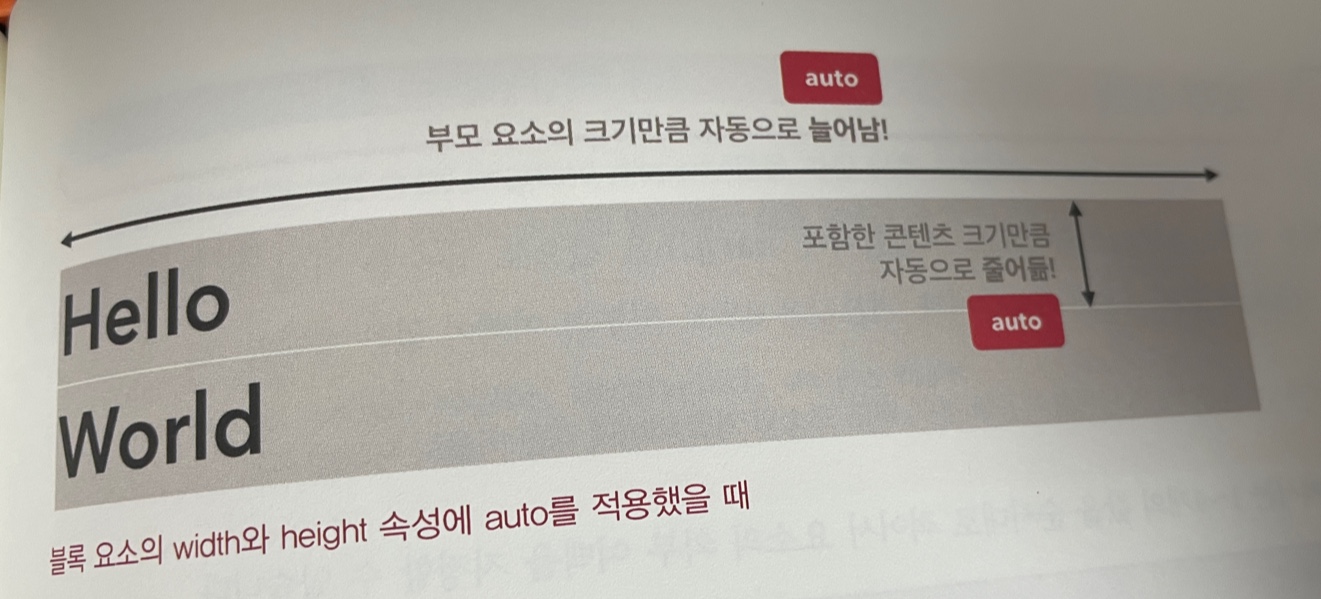 auto
부모 요소의 크기만큼 자동으로 늘어남!
포함한 콘텐츠 크기만큼
자동으로 줄어듦!
auto
Hello
World
블록 요소의 width와 height 속성에 auto를 적용했을 때